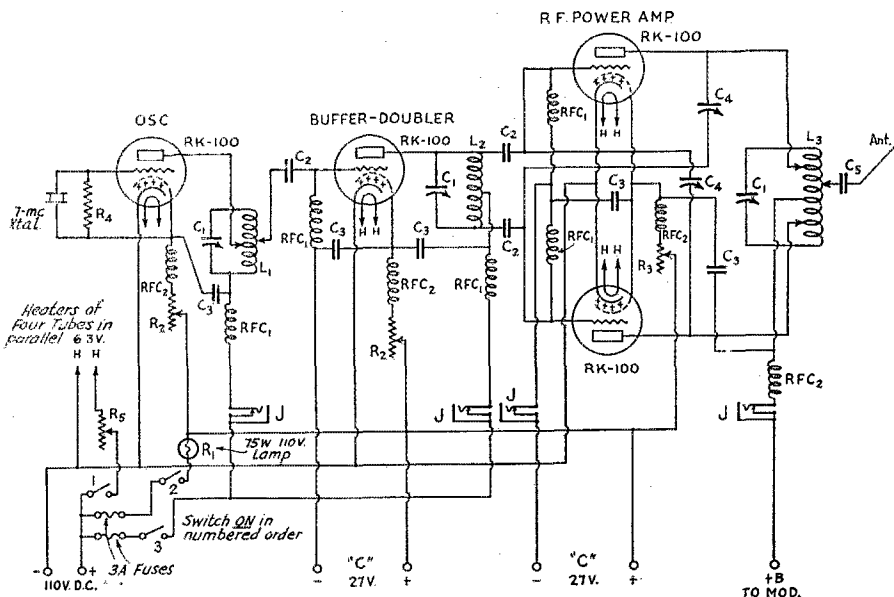 R.F. POWER AMP
RK-100
OSC
RK-100
BUFFER-DOUBLER
RK-100
L2
C2
RFC1
H H
C4
L3
Ant.
C5
C1
C4
7-mc
Xtal.
R4
C1
L1
C2
RFC1
C3
H H
C3
C1
C2
C3
RFC1
RFC2
R3
C3
H H
RFC2
R2
C3
RFC1
RFC2
R2
RFC1
RK-100
RFC2
Heaters of
Four Tubes in
parallel 6 3V.
H H
R5
J
J
J
J
R1
75W 110V.
Lamp
1
2
3
Switch ON in
numbered order
3A Fuses
- +
110V. D.C.
- "C" +
27V.
- "C" +
27V.
+B
TO MOD.